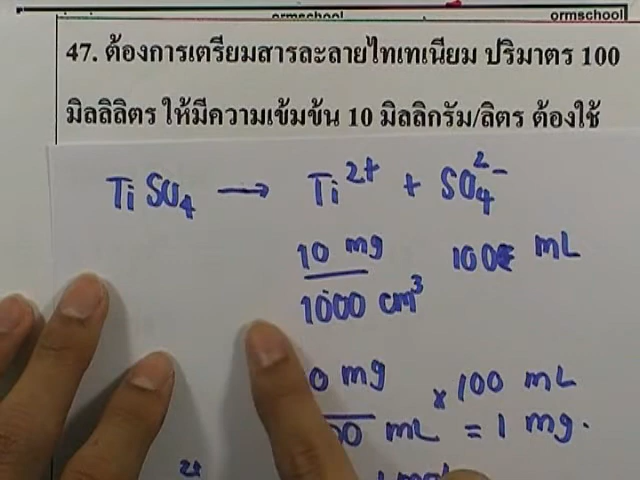 ormschool
47. ต้องการเตรียมสารละลายไทเทเนียม ปริมาตร 100
มิลลิลิตร ให้มีความเข้มข้น 10 มิลลิกรัม/ลิตร ต้องใช้
TiSO₄ → Ti²⁺ + SO₄²⁻
10 mg 100 mL
1000 cm³
0 mg × 100 mL
00 mL = 1 mg.